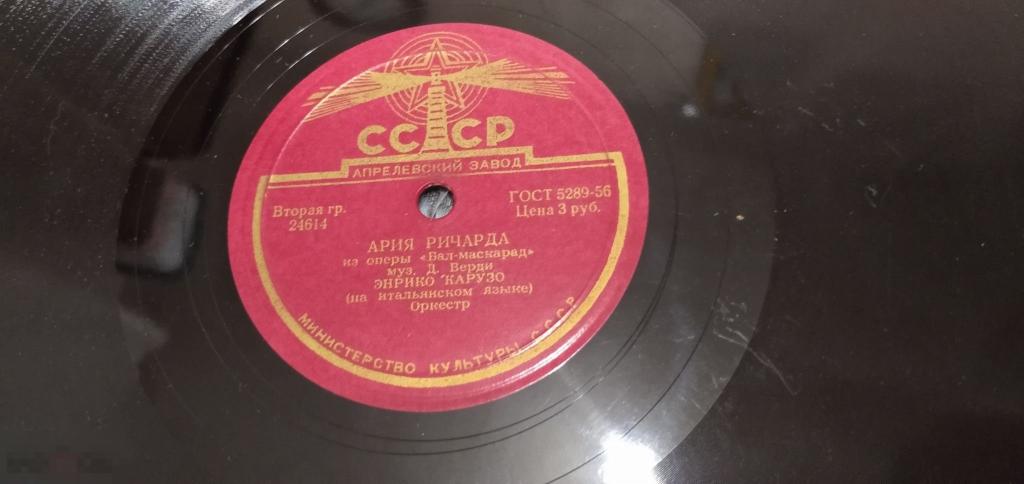 СССР
АПРЕЛЕВСКИЙ ЗАВОД
Вторая гр.
24614
ГОСТ 5289-56
Цена 3 руб.
АРИЯ РИЧАРДА
из оперы «Бал-маскарад»
муз. Д. Верди
ЭНРИКО КАРУЗО
(на итальянском языке)
Оркестр
МИНИСТЕРСТВО КУЛЬТУРЫ СССР